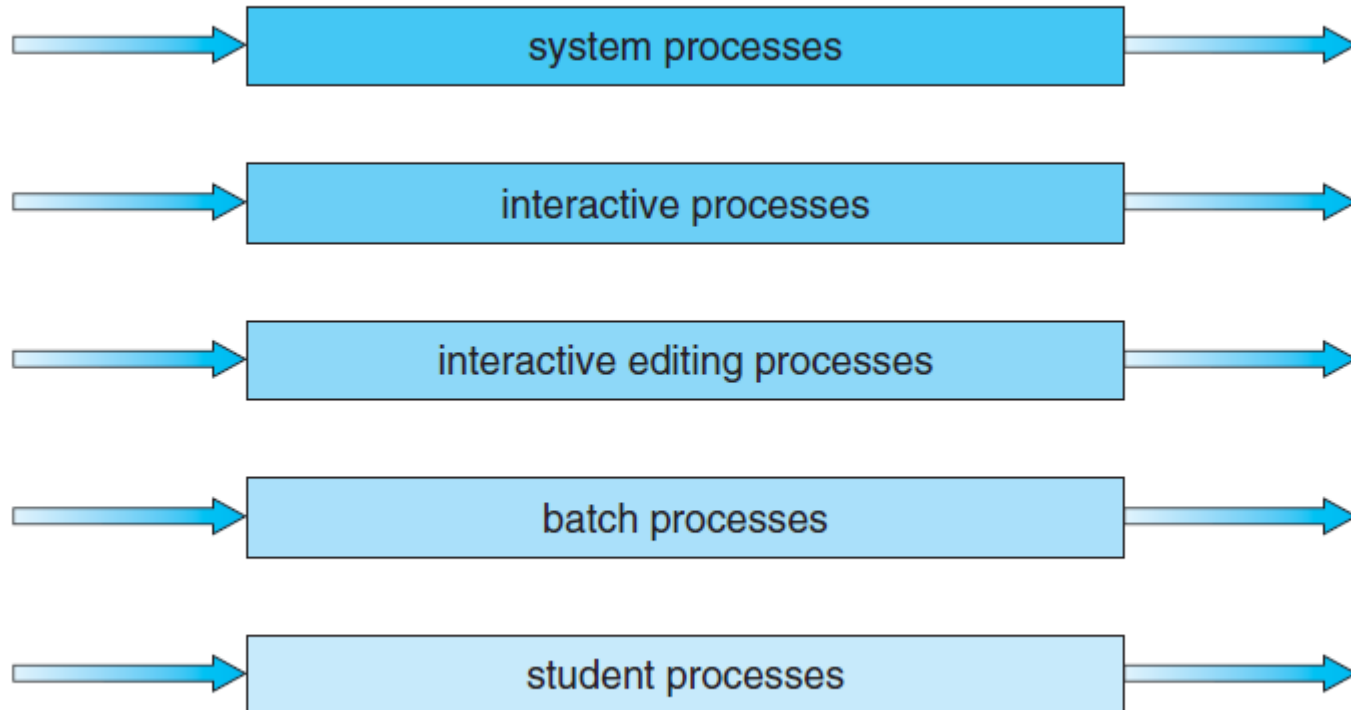 system processes
interactive processes
interactive editing processes
batch processes
student processes